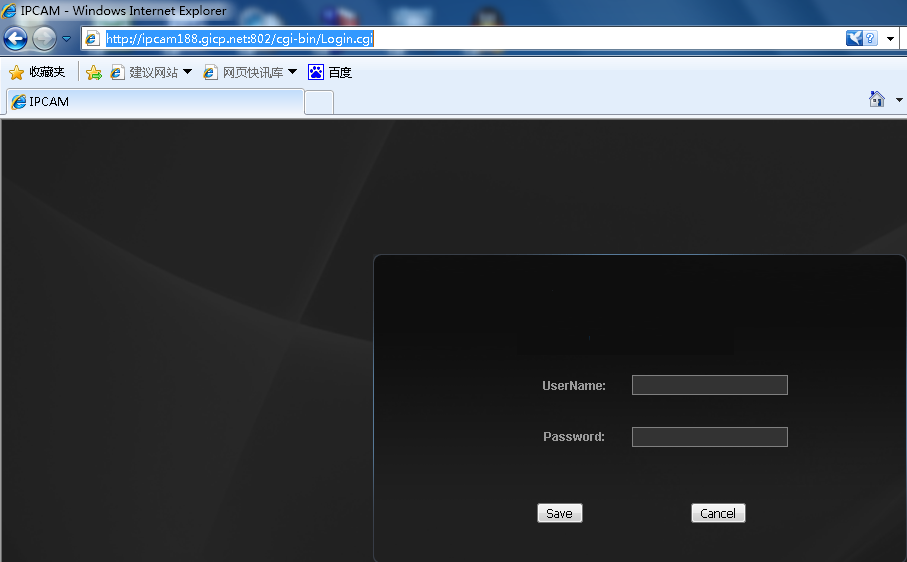 IPCAM - Windows Internet Explorer
http://ipcam188.gicp.net:802/cgi-bin/Login.cgi
收藏夹 建议网站 网页快讯库 百度
IPCAM
UserName:
Password:
Save Cancel